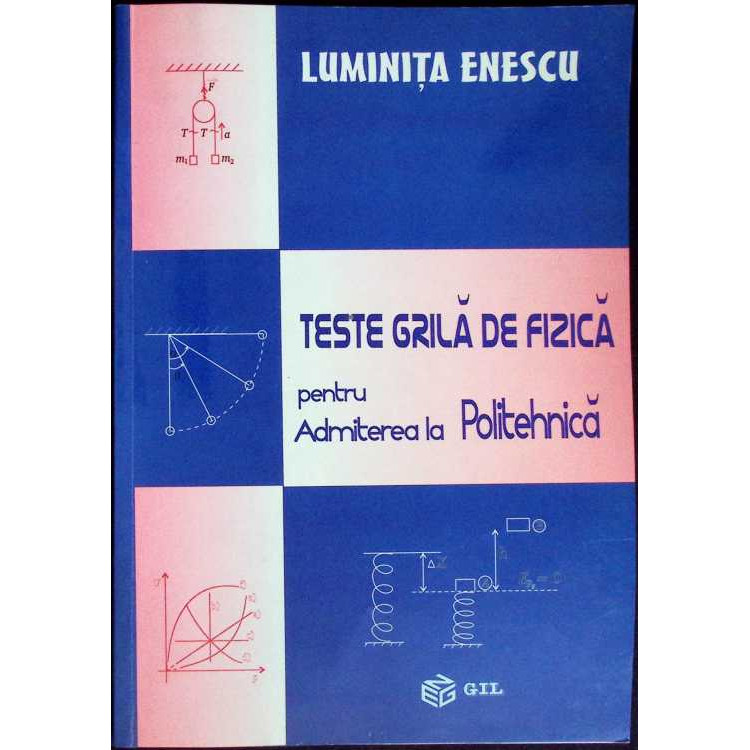 LUMINIȚA ENESCU
F
T T a
m₁ m₂
TESTE GRILĂ DE FIZICĂ
pentru
Admiterea la Politehnică
α
Δ
h
GIL